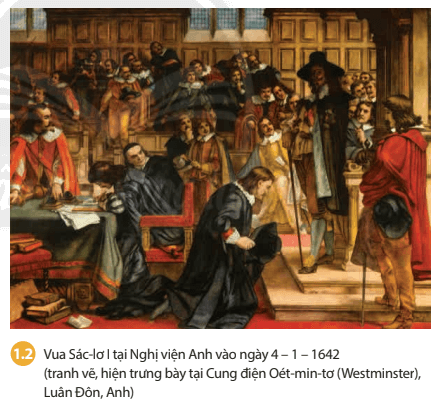 1.2 Vua Sác-lơ I tại Nghị viện Anh vào ngày 4 – 1 – 1642
(tranh vẽ, hiện trưng bày tại Cung điện Oét-min-tơ (Westminster),
Luân Đôn, Anh)